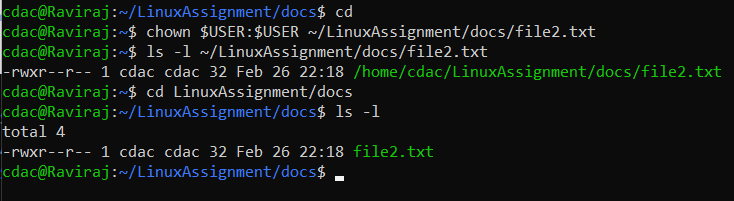 cdac@Raviraj:~/LinuxAssignment/docs$ cd
cdac@Raviraj:~$ chown $USER:$USER ~/LinuxAssignment/docs/file2.txt
cdac@Raviraj:~$ ls -l ~/LinuxAssignment/docs/file2.txt
-rwxr--r-- 1 cdac cdac 32 Feb 26 22:18 /home/cdac/LinuxAssignment/docs/file2.txt
cdac@Raviraj:~$ cd LinuxAssignment/docs
cdac@Raviraj:~/LinuxAssignment/docs$ ls -l
total 4
-rwxr--r-- 1 cdac cdac 32 Feb 26 22:18 file2.txt
cdac@Raviraj:~/LinuxAssignment/docs$